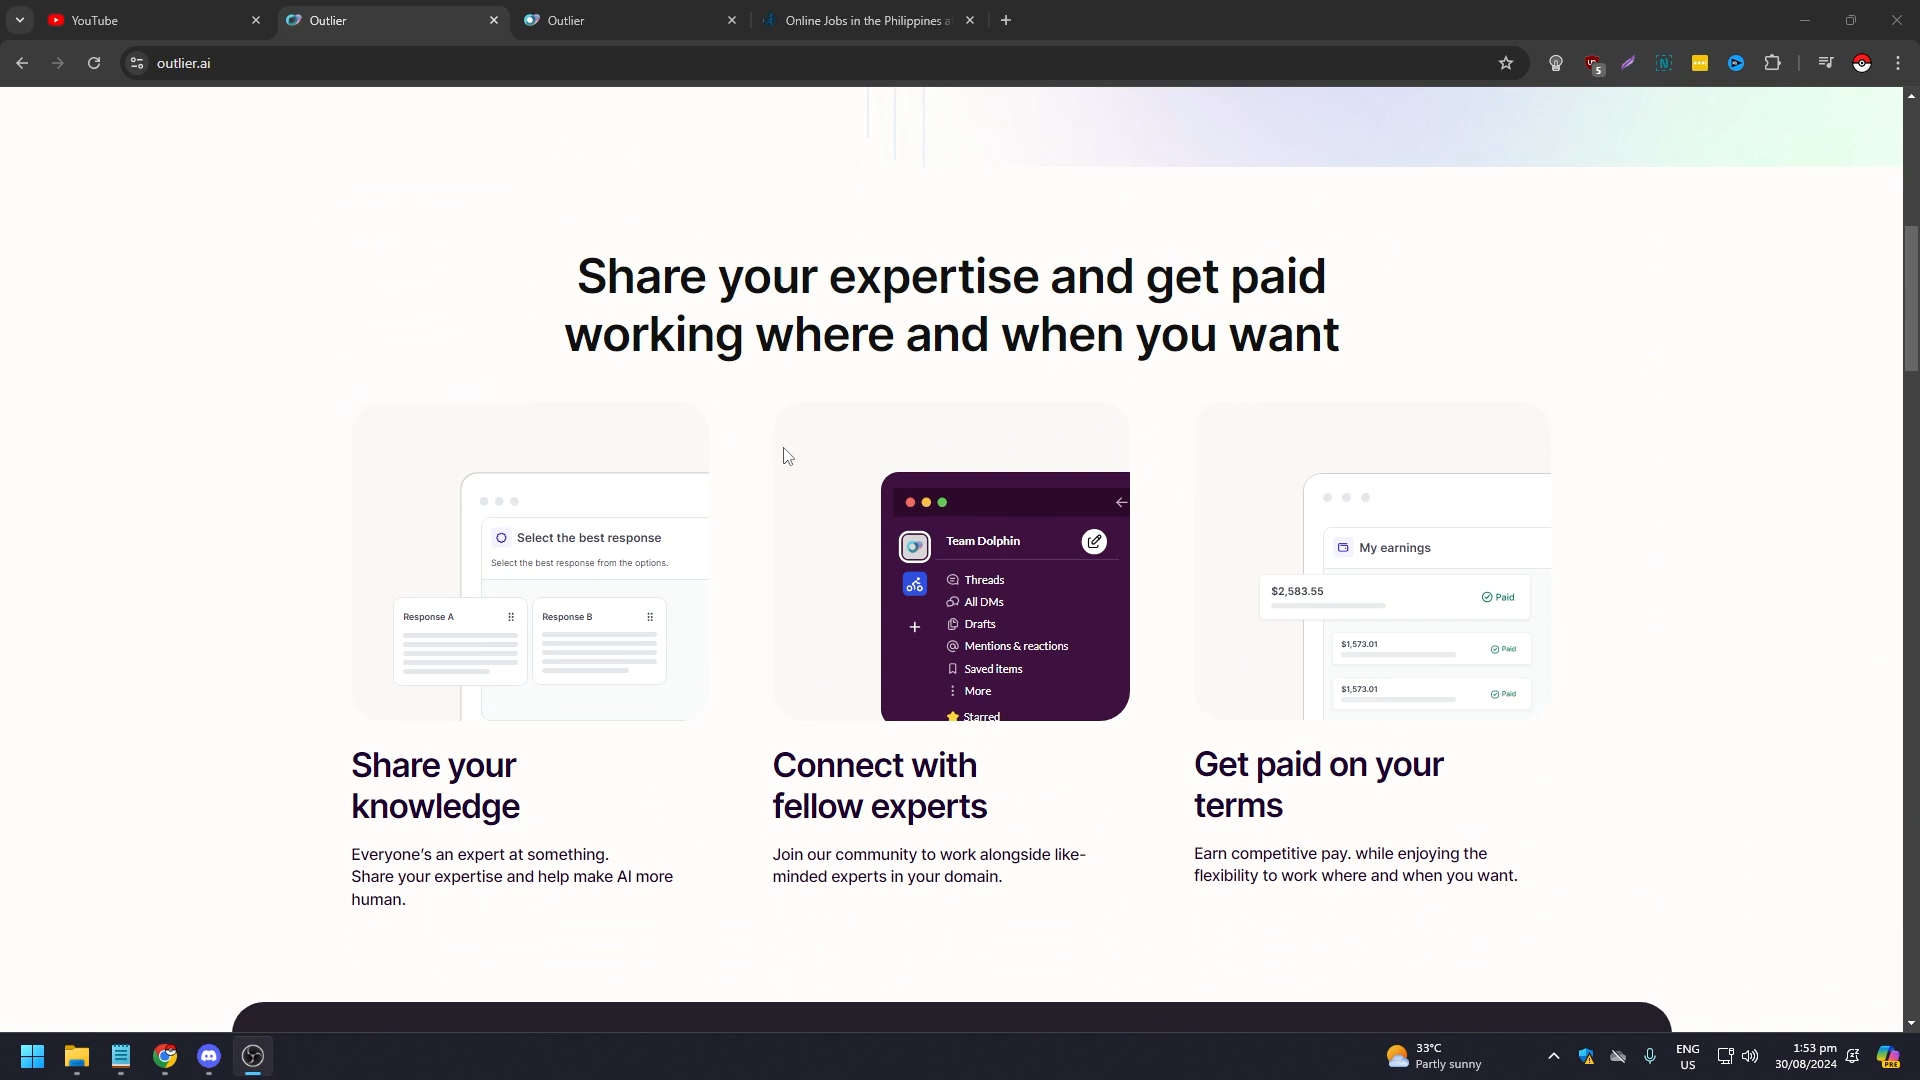 YouTube
Outlier
Outlier
Online Jobs in the Philippines a
outlier.ai
5
Share your expertise and get paid
working where and when you want
Select the best response
Select the best response from the options.
Response A
Response B
Team Dolphin
Threads
All DMs
Drafts
Mentions & reactions
Saved items
More
Starred
My earnings
$2,583.55
Paid
$1,573.01
Paid
$1,573.01
Paid
Share your
knowledge
Everyone's an expert at something.
Share your expertise and help make AI more
human.
Connect with
fellow experts
Join our community to work alongside like-
minded experts in your domain.
Get paid on your
terms
Earn competitive pay. while enjoying the
flexibility to work where and when you want.
33°C
Partly sunny
ENG
US
1:53 pm
30/08/2024
PRE